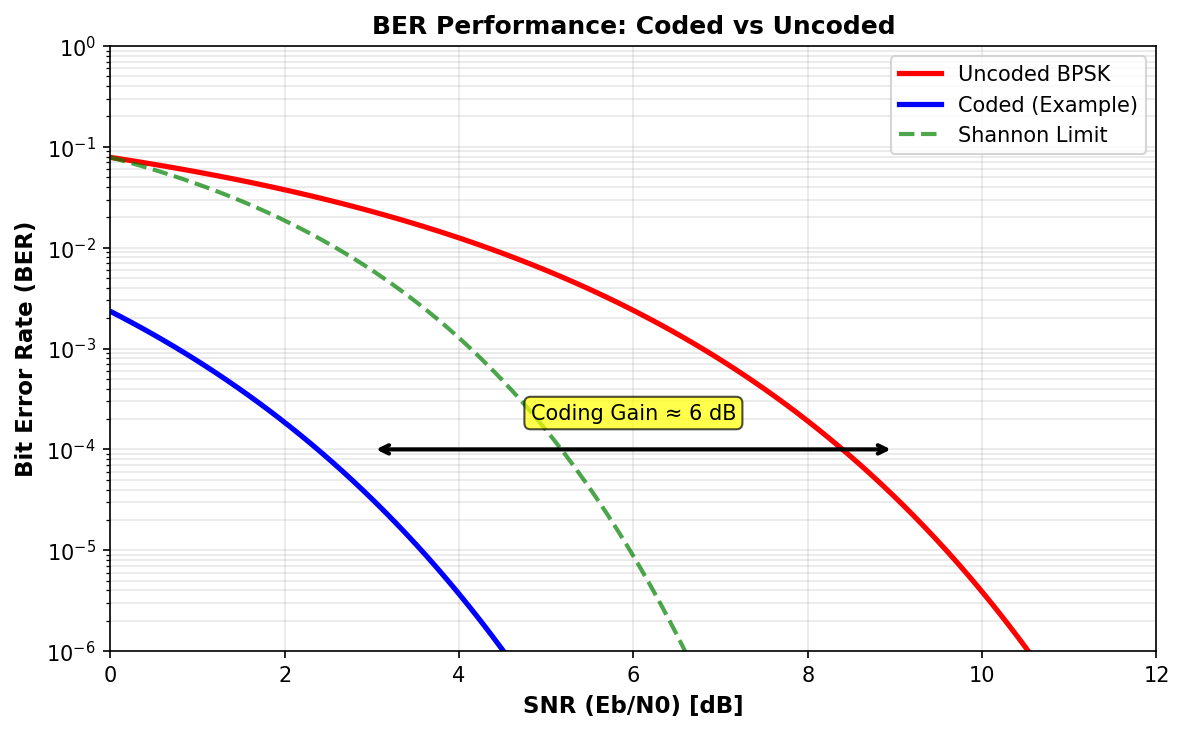 BER Performance: Coded vs Uncoded
10⁰
10⁻¹
10⁻²
10⁻³
10⁻⁴
10⁻⁵
10⁻⁶
Bit Error Rate (BER)
Uncoded BPSK
Coded (Example)
Shannon Limit
Coding Gain ≈ 6 dB
0 2 4 6 8 10 12
SNR (Eb/N0) [dB]